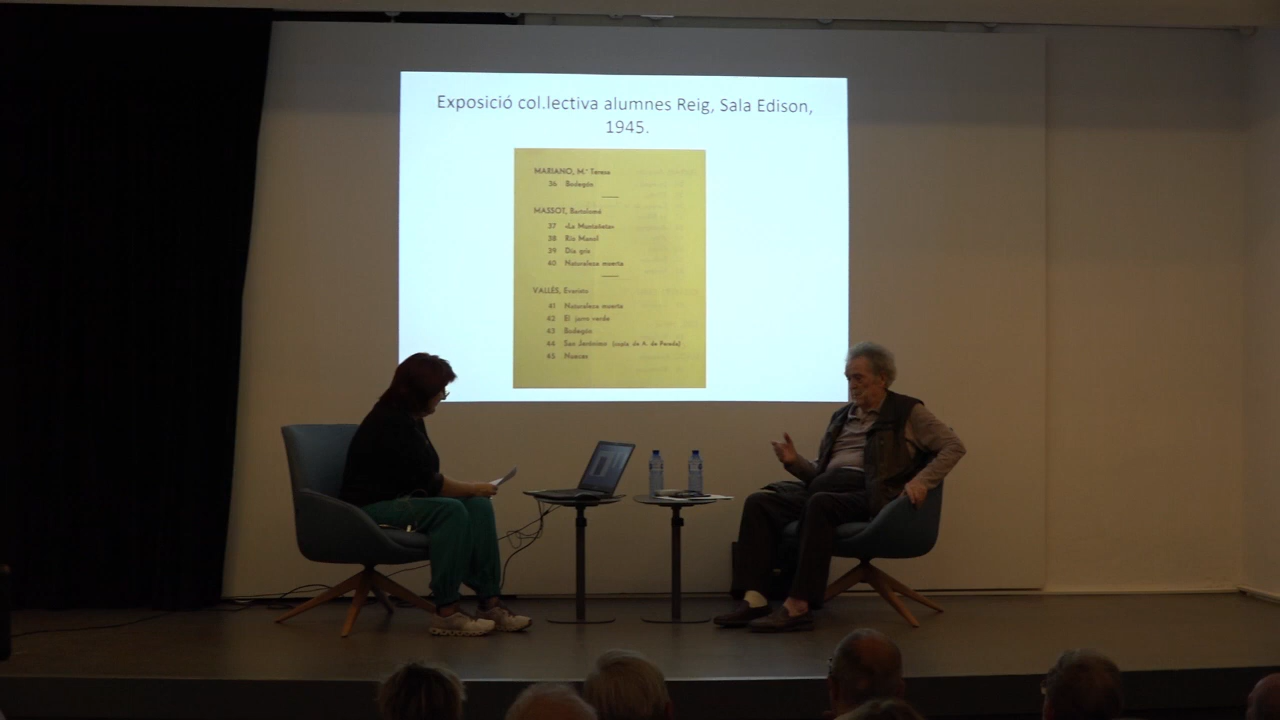 Exposició col.lectiva alumnes Reig, Sala Edison,
1945.
MARIANO, M.ª Teresa
36 Bodegón
MASSOT, Bartolomé
37 «La Muntañeta»
38 Río Manol
39 Día gris
40 Naturaleza muerta
VALLÉS, Evaristo
41 Naturaleza muerta
42 El jarro verde
43 Bodegón
44 San Jerónimo (copia de A. de Pereda)
45 Nueces